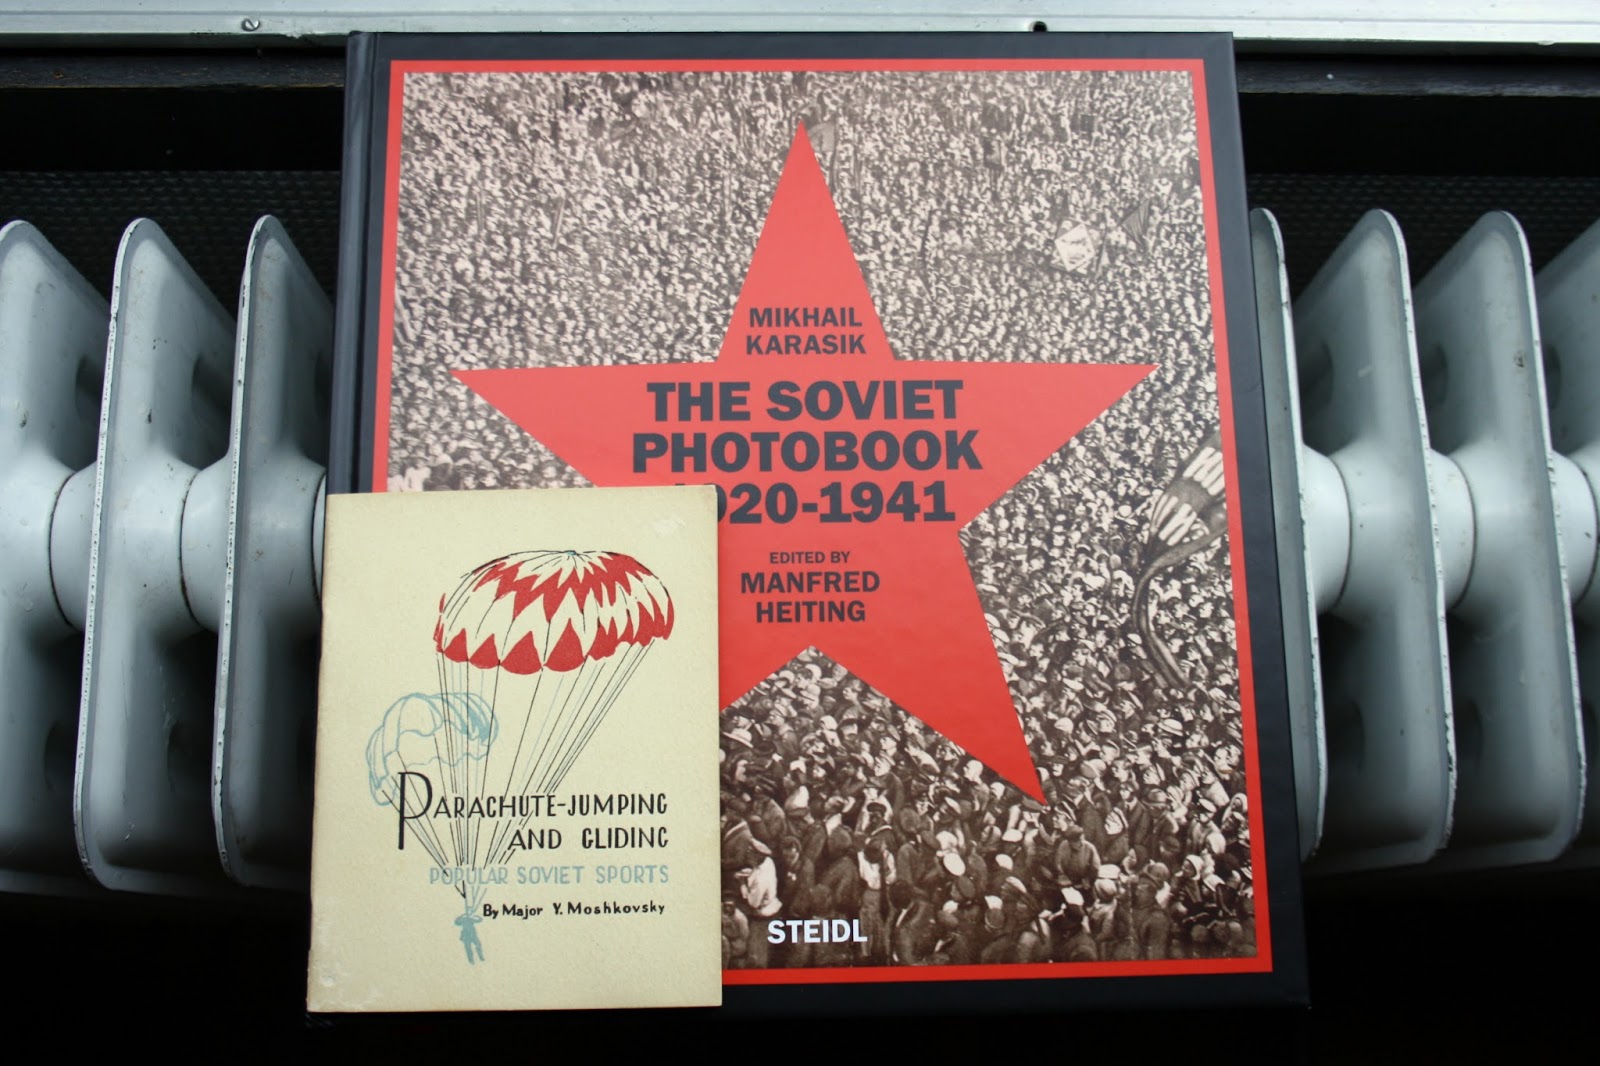 MIKHAIL
KARASIK
THE SOVIET
PHOTOBOOK
1920-1941
EDITED BY
MANFRED
HEITING
STEIDL
PARACHUTE-JUMPING
AND GLIDING
POPULAR SOVIET SPORTS
By Major Y. Moshkovsky